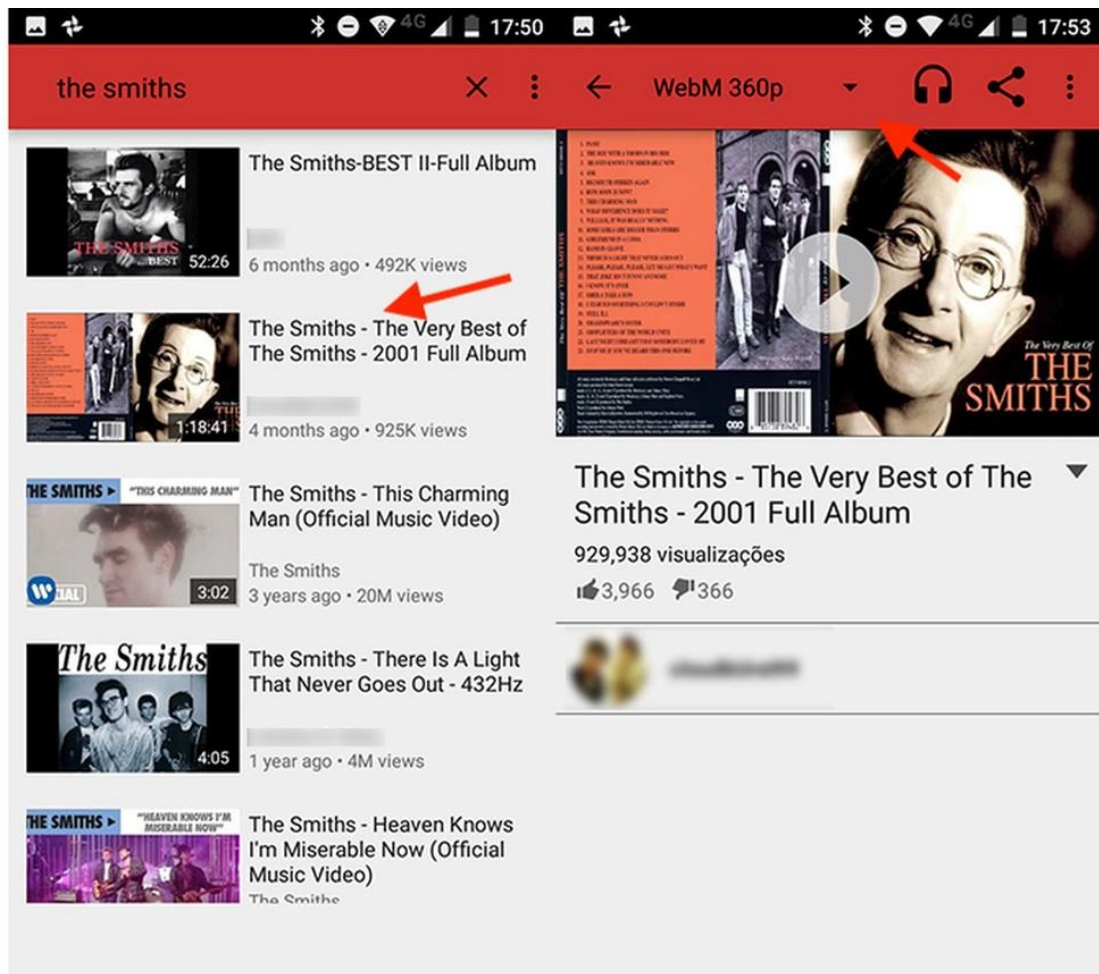 17:50
the smiths
THE SMITHS
...BEST
52:26
The Smiths-BEST II-Full Album
6 months ago • 492K views
1:18:41
The Smiths - The Very Best of
The Smiths - 2001 Full Album
4 months ago • 925K views
THE SMITHS
"THIS CHARMING MAN"
3:02
The Smiths - This Charming
Man (Official Music Video)
The Smiths
3 years ago • 20M views
The Smiths
4:05
The Smiths - There Is A Light
That Never Goes Out - 432Hz
1 year ago • 4M views
THE SMITHS
"HEAVEN KNOWS I'M
MISERABLE NOW"
The Smiths - Heaven Knows
I'm Miserable Now (Official
Music Video)
The Smiths
4G
17:53
WebM 360p
The Very Best Of
THE
SMITHS
The Smiths - The Very Best of The
Smiths - 2001 Full Album
929,938 visualizações
3,966
366